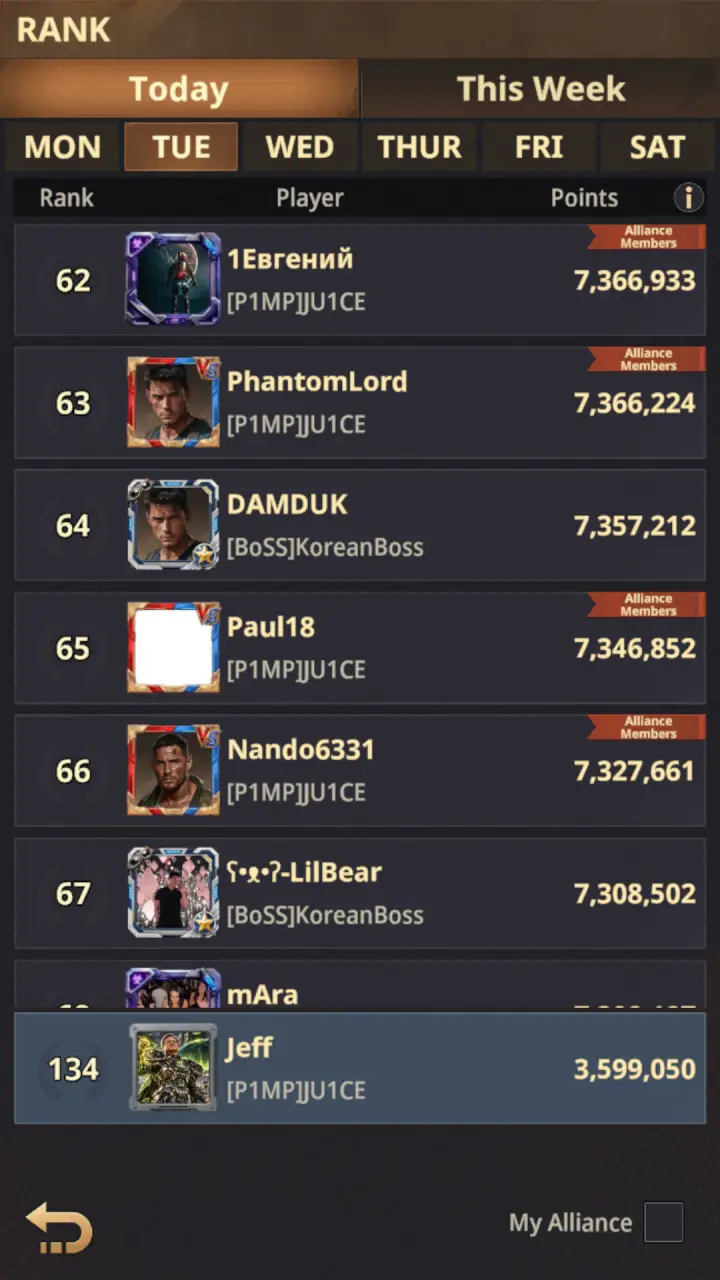 RANK
Today
This Week
MON
TUE
WED
THUR
FRI
SAT
Rank
Player
Points
Alliance
Members
62
1Евгений
[P1MP]JU1CE
7,366,933
Alliance
Members
63
PhantomLord
[P1MP]JU1CE
7,366,224
64
DAMDUK
[BoSS]KoreanBoss
7,357,212
Alliance
Members
65
Paul18
[P1MP]JU1CE
7,346,852
Alliance
Members
66
Nando6331
[P1MP]JU1CE
7,327,661
67
ʕ•ᴥ•ʔ-LilBear
[BoSS]KoreanBoss
7,308,502
mAra
134
Jeff
[P1MP]JU1CE
3,599,050
My Alliance